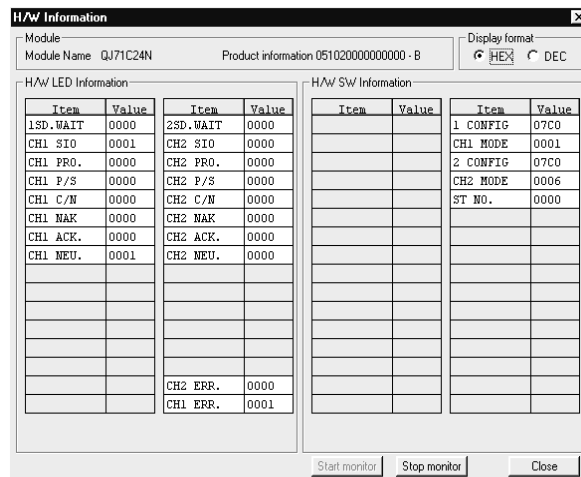 H/W Information
Module
Module Name QJ71C24N Product information 051020000000000 - B
Display format
HEX DEC
H/W LED Information
Item Value Item Value
1SD.WAIT 0000 2SD.WAIT 0000
CH1 SIO 0001 CH2 SIO 0000
CH1 PRO. 0000 CH2 PRO. 0000
CH1 P/S 0000 CH2 P/S 0000
CH1 C/N 0000 CH2 C/N 0000
CH1 NAK 0000 CH2 NAK 0000
CH1 ACK. 0000 CH2 ACK. 0000
CH1 NEU. 0001 CH2 NEU. 0000
CH2 ERR. 0000
CH1 ERR. 0001
H/W SW Information
Item Value Item Value
1 CONFIG 07C0
CH1 MODE 0001
2 CONFIG 07C0
CH2 MODE 0006
ST NO. 0000
Start monitor Stop monitor Close